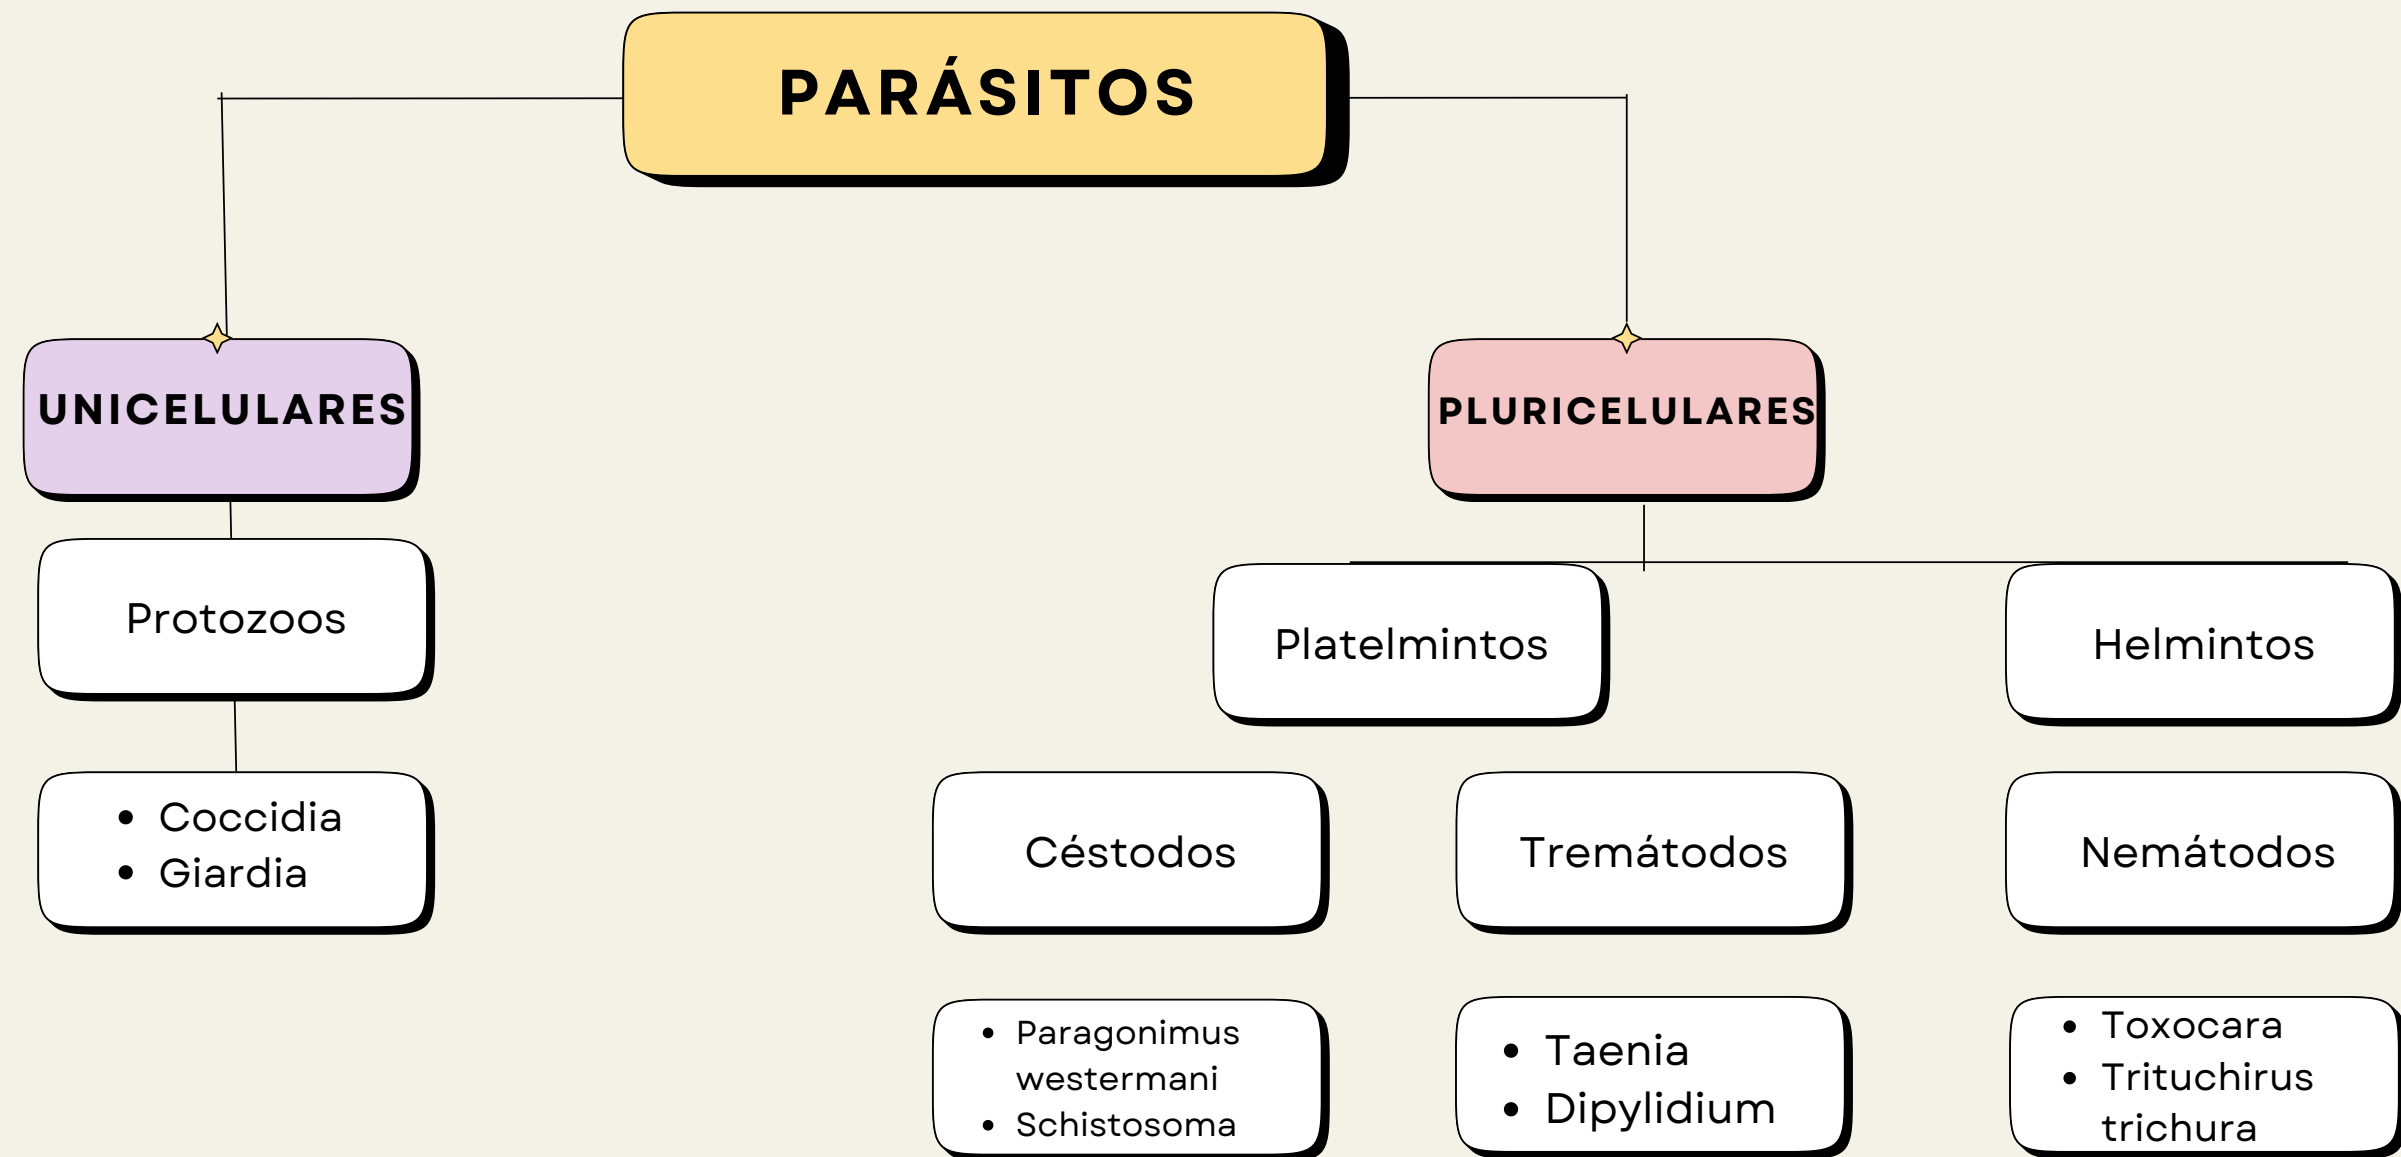 PARÁSITOS
UNICELULARES
PLURICELULARES
Protozoos
Platelmintos
Helmintos
• Coccidia
• Giardia
Céstodos
Tremátodos
Nemátodos
• Paragonimus
westermani
• Schistosoma
• Taenia
• Dipylidium
• Toxocara
• Trituchirus
trichura